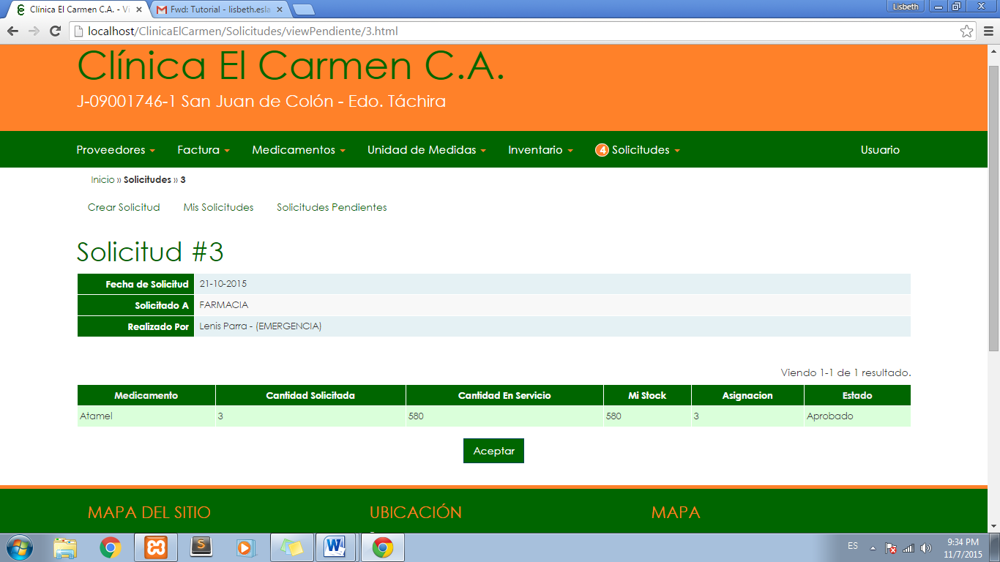 Clínica El Carmen C.A. - Vi
Fwd: Tutorial - lisbeth.esla
Lisbeth
localhost/ClinicaElCarmen/Solicitudes/viewPendiente/3.html
Clínica El Carmen C.A.
J-09001746-1 San Juan de Colón - Edo. Táchira
Proveedores Factura Medicamentos Unidad de Medidas Inventario 4 Solicitudes Usuario
Inicio » Solicitudes » 3
Crear Solicitud Mis Solicitudes Solicitudes Pendientes
Solicitud #3
Fecha de Solicitud 21-10-2015
Solicitado A FARMACIA
Realizado Por Lenis Parra - (EMERGENCIA)
Viendo 1-1 de 1 resultado.
Medicamento Cantidad Solicitada Cantidad En Servicio Mi Stock Asignacion Estado
Atamel 3 580 580 3 Aprobado
Aceptar
MAPA DEL SITIO UBICACIÓN MAPA
ES 9:34 PM
11/7/2015